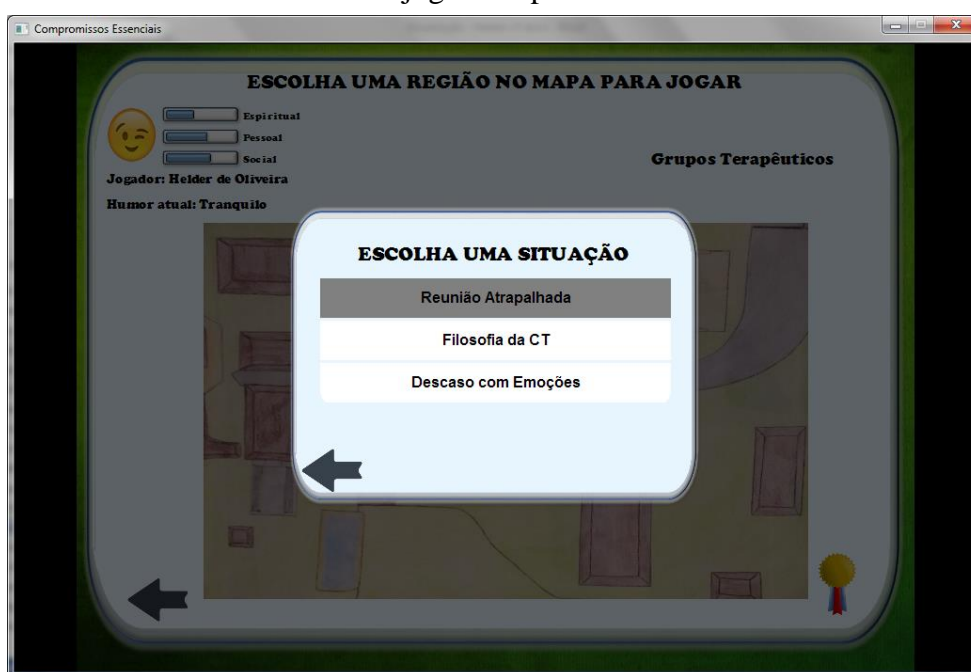 Compromissos Essenciais
ESCOLHA UMA REGIÃO NO MAPA PARA JOGAR
Espiritual
Pessoal
Social
Grupos Terapêuticos
Jogador: Helder de Oliveira
Humor atual: Tranquilo
ESCOLHA UMA SITUAÇÃO
Reunião Atrapalhada
Filosofia da CT
Descaso com Emoções